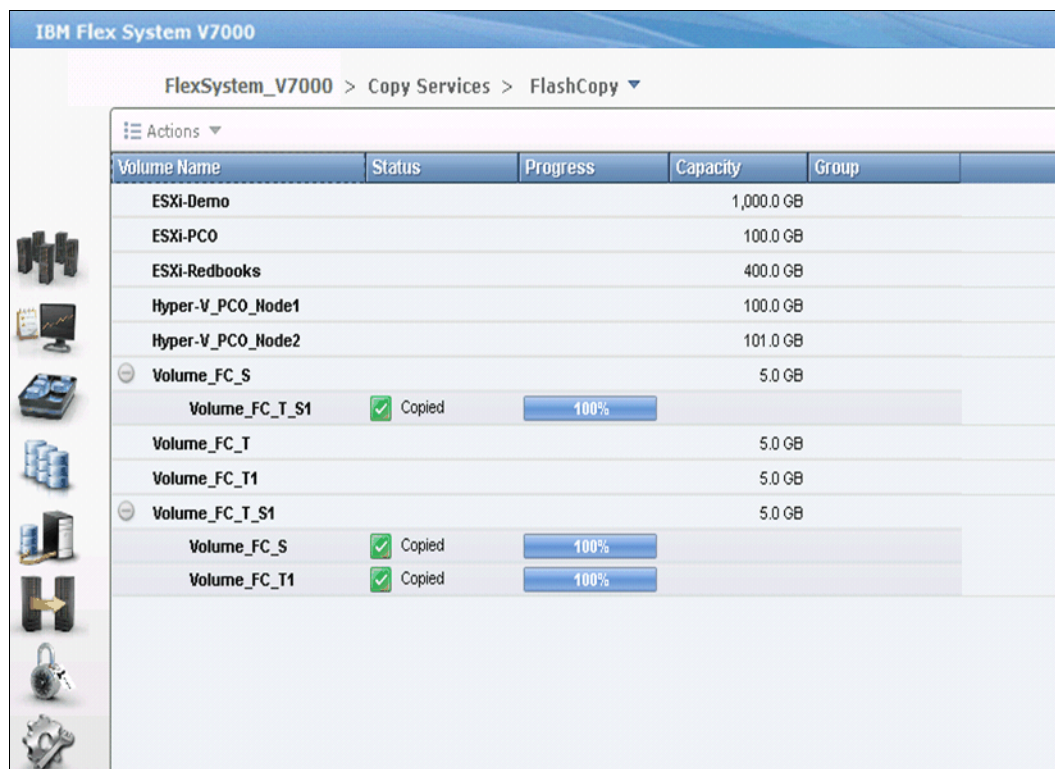 IBM Flex System V7000
FlexSystem_V7000 > Copy Services > FlashCopy
Actions
Volume Name Status Progress Capacity Group
ESXi-Demo 1,000.0 GB
ESXi-PCO 100.0 GB
ESXi-Redbooks 400.0 GB
Hyper-V_PCO_Node1 100.0 GB
Hyper-V_PCO_Node2 101.0 GB
Volume_FC_S 5.0 GB
Volume_FC_T_S1 Copied 100%
Volume_FC_T 5.0 GB
Volume_FC_T1 5.0 GB
Volume_FC_T_S1 5.0 GB
Volume_FC_S Copied 100%
Volume_FC_T1 Copied 100%